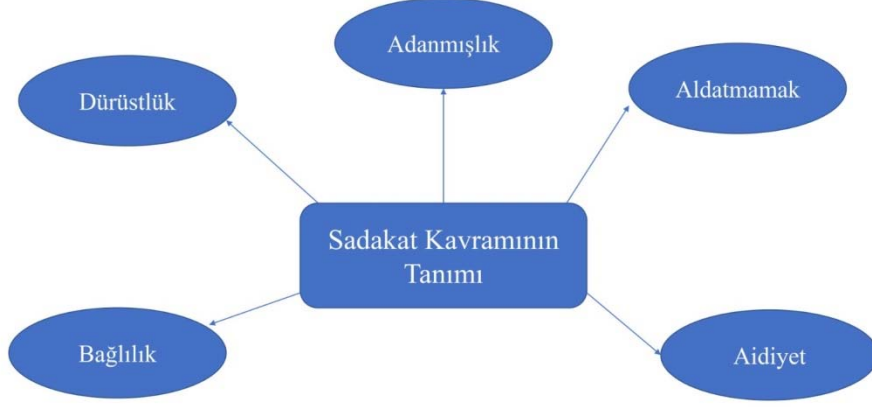 Adanmışlık
Dürüstlük
Aldatmamak
Sadakat Kavramının
Tanımı
Bağlılık
Aidiyet